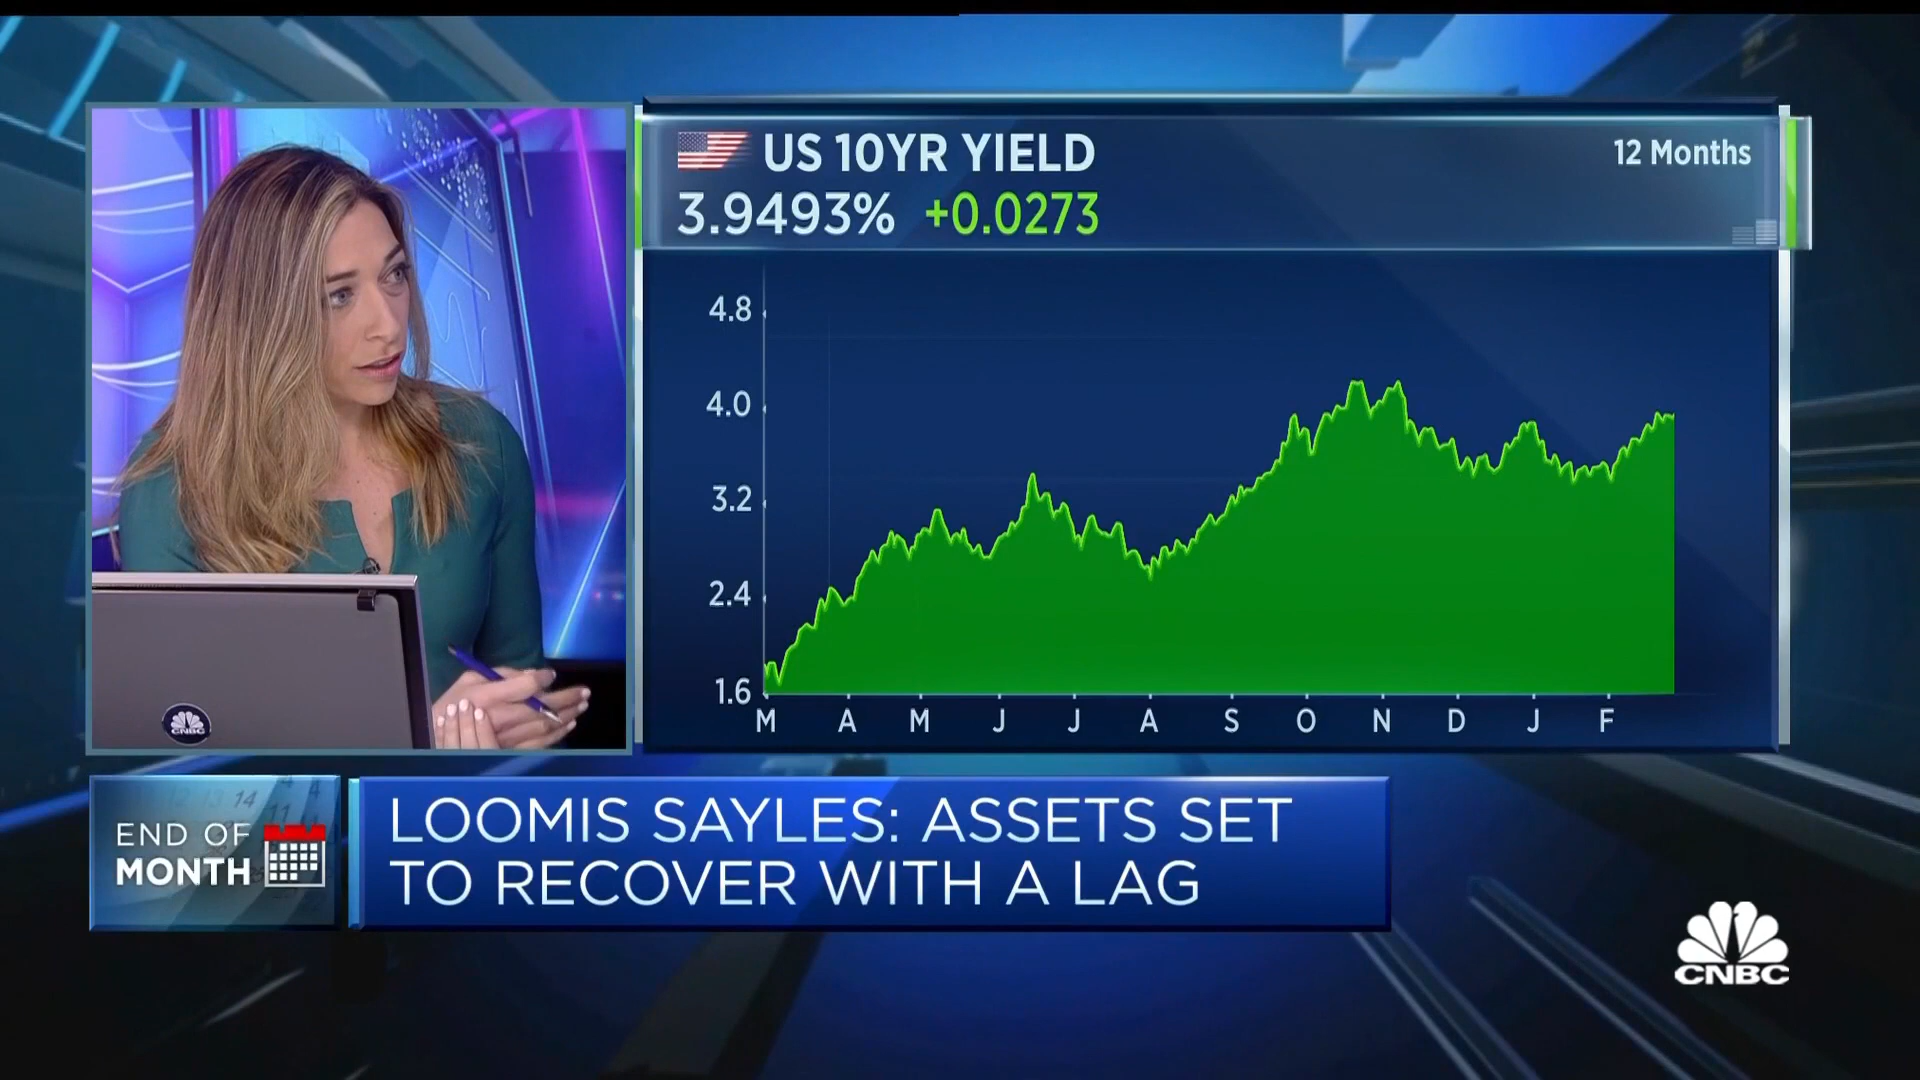 US 10YR YIELD
12 Months
3.9493% +0.0273
4.8
4.0
3.2
2.4
1.6
M A M J J A S O N D J F
CNBC
END OF
MONTH
LOOMIS SAYLES: ASSETS SET
TO RECOVER WITH A LAG
CNBC